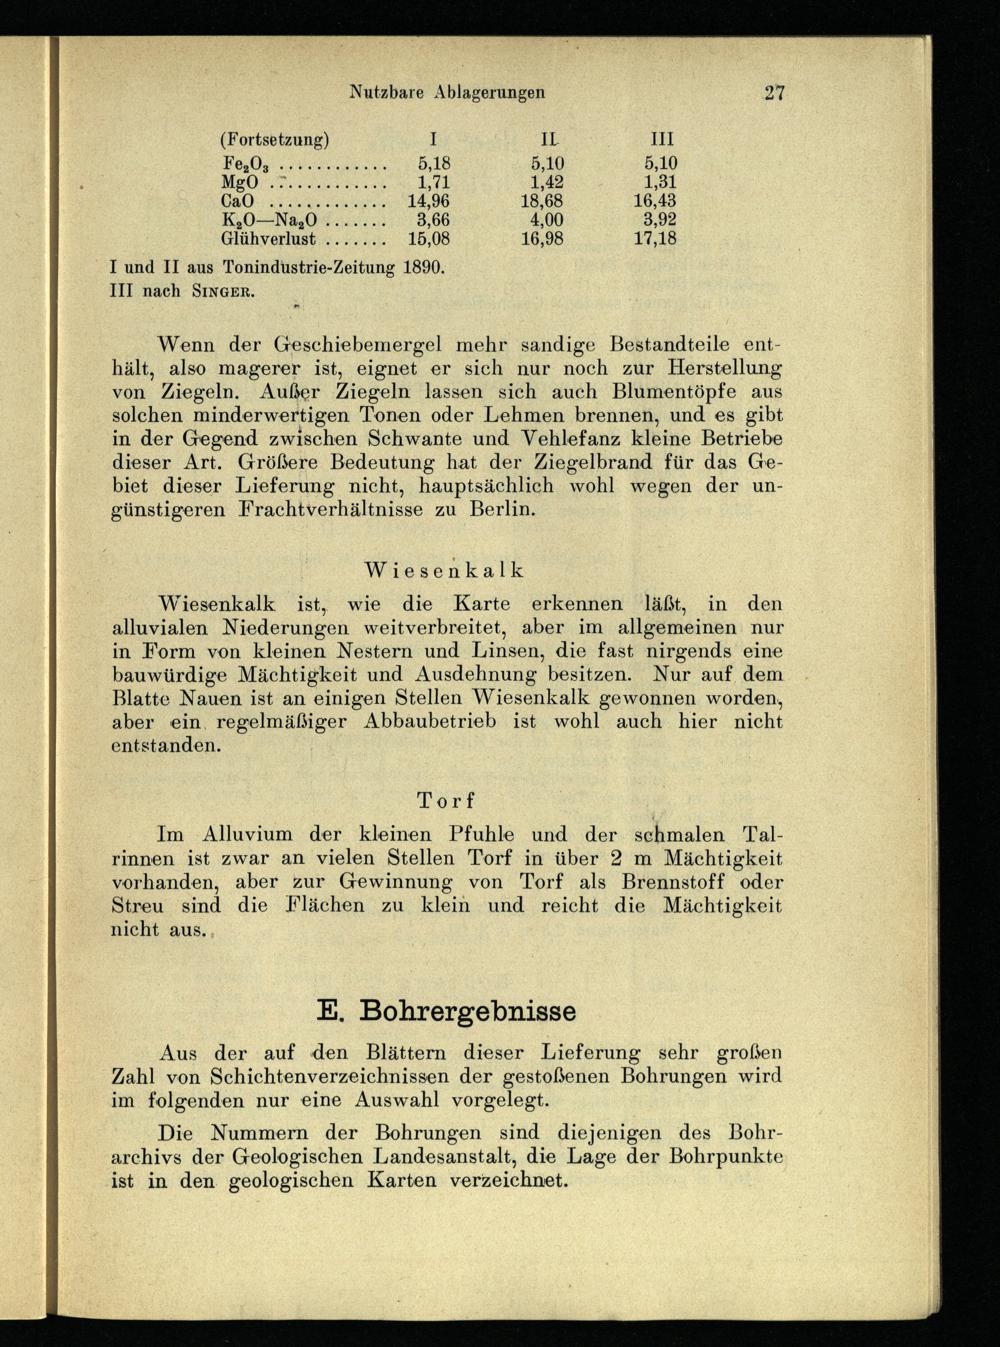 Nutzbare Ablagerungen 27
(Fortsetzung) I II III
Fe₂O₃ ............ 5,18 5,10 5,10
MgO ............. 1,71 1,42 1,31
CaO ............. 14,96 18,68 16,43
K₂O—Na₂O ....... 3,66 4,00 3,92
Glühverlust ....... 15,08 16,98 17,18
I und II aus Tonindustrie-Zeitung 1890.
III nach SINGER.
Wenn der Geschiebemergel mehr sandige Bestandteile ent-
hält, also magerer ist, eignet er sich nur noch zur Herstellung
von Ziegeln. Außer Ziegeln lassen sich auch Blumentöpfe aus
solchen minderwertigen Tonen oder Lehmen brennen, und es gibt
in der Gegend zwischen Schwante und Vehlefanz kleine Betriebe
dieser Art. Größere Bedeutung hat der Ziegelbrand für das Ge-
biet dieser Lieferung nicht, hauptsächlich wohl wegen der un-
günstigeren Frachtverhältnisse zu Berlin.
Wiesenkalk
Wiesenkalk ist, wie die Karte erkennen läßt, in den
alluvialen Niederungen weitverbreitet, aber im allgemeinen nur
in Form von kleinen Nestern und Linsen, die fast nirgends eine
bauwürdige Mächtigkeit und Ausdehnung besitzen. Nur auf dem
Blatte Nauen ist an einigen Stellen Wiesenkalk gewonnen worden,
aber ein regelmäßiger Abbaubetrieb ist wohl auch hier nicht
entstanden.
Torf
Im Alluvium der kleinen Pfuhle und der schmalen Tal-
rinnen ist zwar an vielen Stellen Torf in über 2 m Mächtigkeit
vorhanden, aber zur Gewinnung von Torf als Brennstoff oder
Streu sind die Flächen zu klein und reicht die Mächtigkeit
nicht aus.
E. Bohrergebnisse
Aus der auf den Blättern dieser Lieferung sehr großen
Zahl von Schichtenverzeichnissen der gestoßenen Bohrungen wird
im folgenden nur eine Auswahl vorgelegt.
Die Nummern der Bohrungen sind diejenigen des Bohr-
archivs der Geologischen Landesanstalt, die Lage der Bohrpunkte
ist in den geologischen Karten verzeichnet.